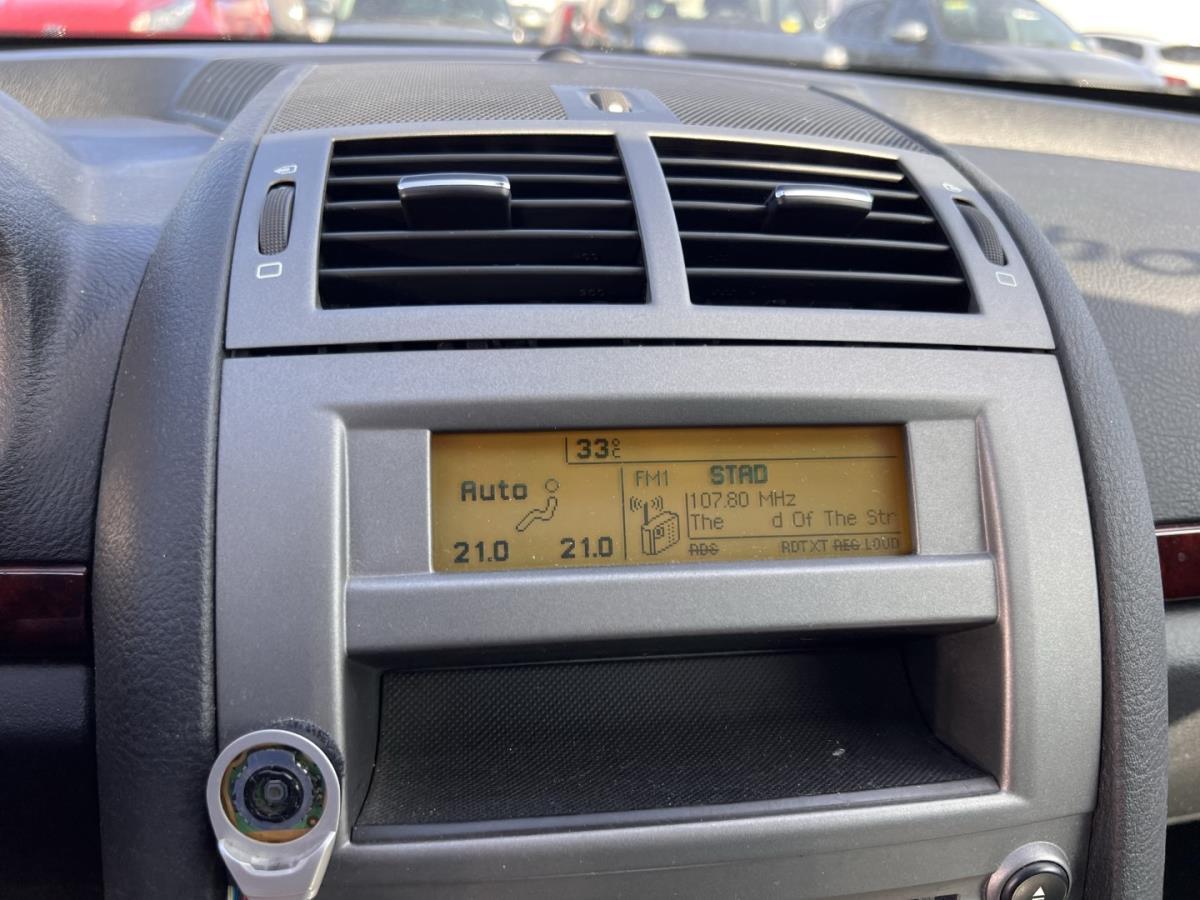 33°C
Auto
FM1 STAD
107.80 MHz
The d Of The Str
21.0 21.0
RDS RDTXT REG LOUD